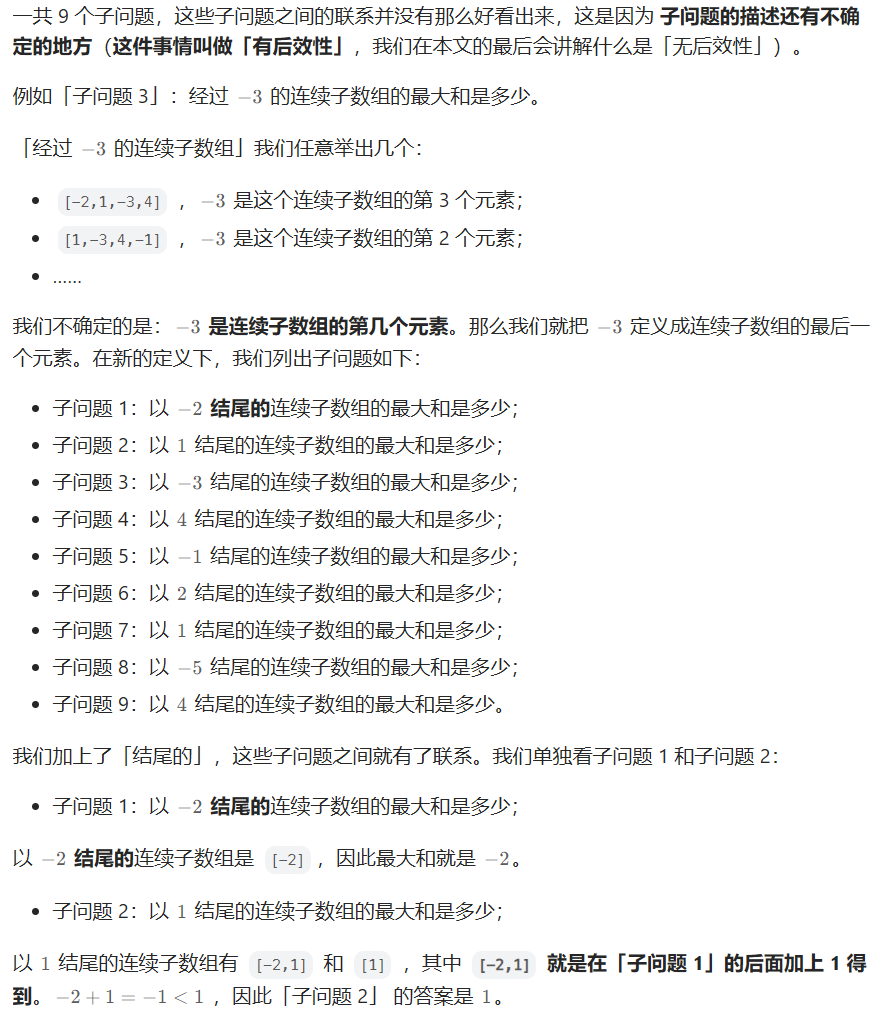 一共 9 个子问题，这些子问题之间的联系并没有那么好看出来，这是因为 子问题的描述还有不确
定的地方（这件事情叫做「有后效性」，我们在本文的最后会讲解什么是「无后效性」）。
例如「子问题 3」：经过 −3 的连续子数组的最大和是多少。
「经过 −3 的连续子数组」我们任意举出几个：
• [-2,1,-3,4] ，−3 是这个连续子数组的第 3 个元素；
• [1,-3,4,-1] ，−3 是这个连续子数组的第 2 个元素；
• ……
我们不确定的是：−3 是连续子数组的第几个元素。那么我们就把 −3 定义成连续子数组的最后一
个元素。在新的定义下，我们列出子问题如下：
• 子问题 1：以 −2 结尾的连续子数组的最大和是多少；
• 子问题 2：以 1 结尾的连续子数组的最大和是多少；
• 子问题 3：以 −3 结尾的连续子数组的最大和是多少；
• 子问题 4：以 4 结尾的连续子数组的最大和是多少；
• 子问题 5：以 −1 结尾的连续子数组的最大和是多少；
• 子问题 6：以 2 结尾的连续子数组的最大和是多少；
• 子问题 7：以 1 结尾的连续子数组的最大和是多少；
• 子问题 8：以 −5 结尾的连续子数组的最大和是多少；
• 子问题 9：以 4 结尾的连续子数组的最大和是多少。
我们加上了「结尾的」，这些子问题之间就有了联系。我们单独看子问题 1 和子问题 2：
• 子问题 1：以 −2 结尾的连续子数组的最大和是多少；
以 −2 结尾的连续子数组是 [-2] ，因此最大和就是 −2。
• 子问题 2：以 1 结尾的连续子数组的最大和是多少；
以 1 结尾的连续子数组有 [-2,1] 和 [1] ，其中 [-2,1] 就是在「子问题 1」的后面加上 1 得
到。−2 + 1 = −1 < 1 ，因此「子问题 2」 的答案是 1。